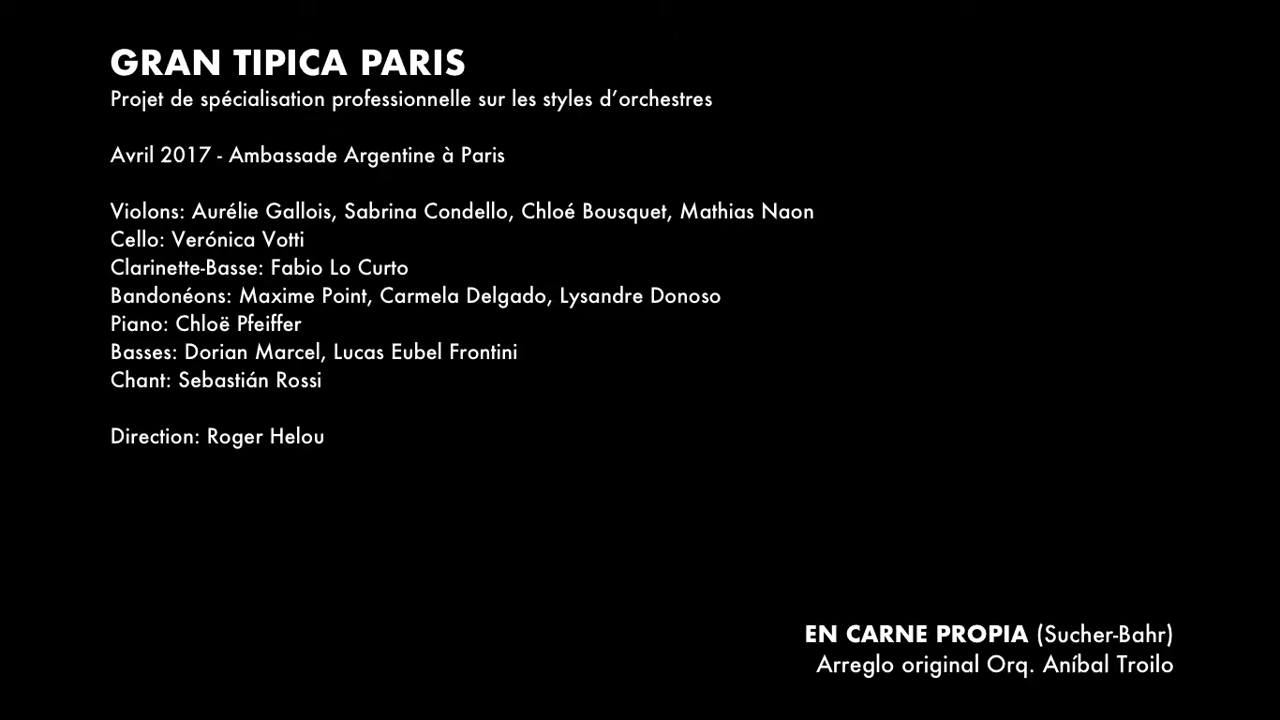 GRAN TIPICA PARIS
Projet de spécialisation professionnelle sur les styles d’orchestres
Avril 2017 - Ambassade Argentine à Paris
Violons: Aurélie Gallois, Sabrina Condello, Chloé Bousquet, Mathias Naon
Cello: Verónica Votti
Clarinette-Basse: Fabio Lo Curto
Bandonéons: Maxime Point, Carmela Delgado, Lysandre Donoso
Piano: Chloë Pfeiffer
Basses: Dorian Marcel, Lucas Eubel Frontini
Chant: Sebastián Rossi
Direction: Roger Helou
EN CARNE PROPIA (Sucher-Bahr)
Arreglo original Orq. Aníbal Troilo